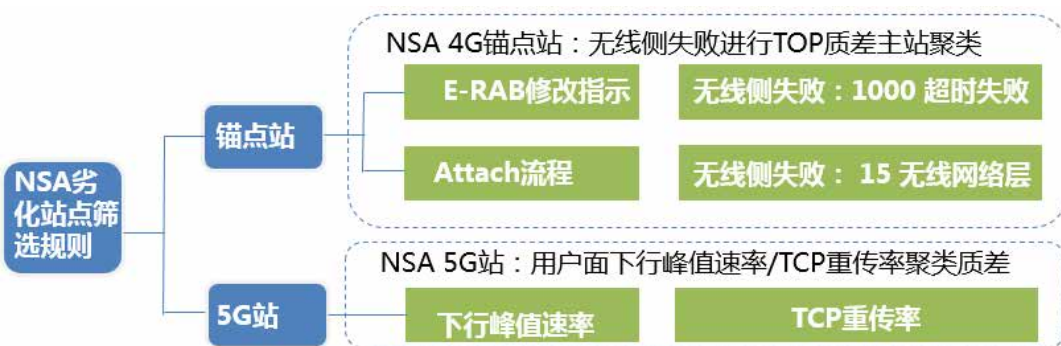 NSA 4G锚点站：无线侧失败进行TOP质差主站聚类
E-RAB修改指示
无线侧失败：1000 超时失败
锚点站
Attach流程
无线侧失败： 15 无线网络层
NSA劣
化站点筛
选规则
NSA 5G站：用户面下行峰值速率/TCP重传率聚类质差
5G站
下行峰值速率
TCP重传率